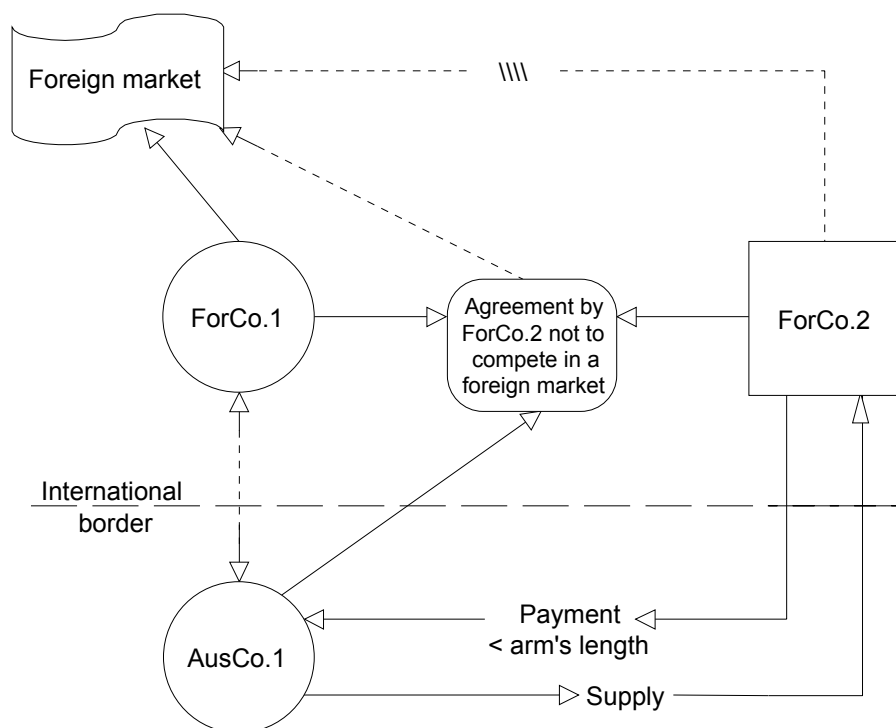 Foreign market
\\\\
ForCo.1
Agreement by
ForCo.2 not to
compete in a
foreign market
ForCo.2
International
border
Payment
< arm's length
AusCo.1
Supply